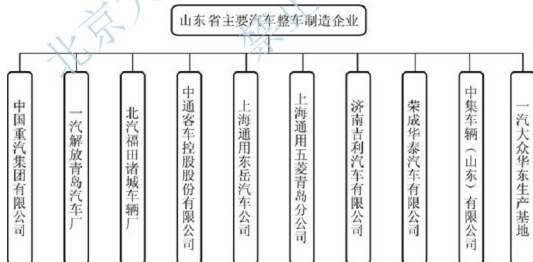 山东省主要汽车整车制造企业
中国重汽集团有限公司
一汽解放青岛汽车厂
北汽福田诸城车辆厂
中通客车控股股份有限公司
上海通用东岳汽车公司
上海通用五菱青岛分公司
济南吉利汽车有限公司
荣成华泰汽车有限公司
中集车辆（山东）有限公司
一汽大众华东生产基地